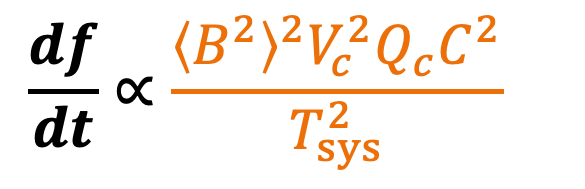 df/dt ∝ ⟨B²⟩²V_c²Q_cC²/T_sys²